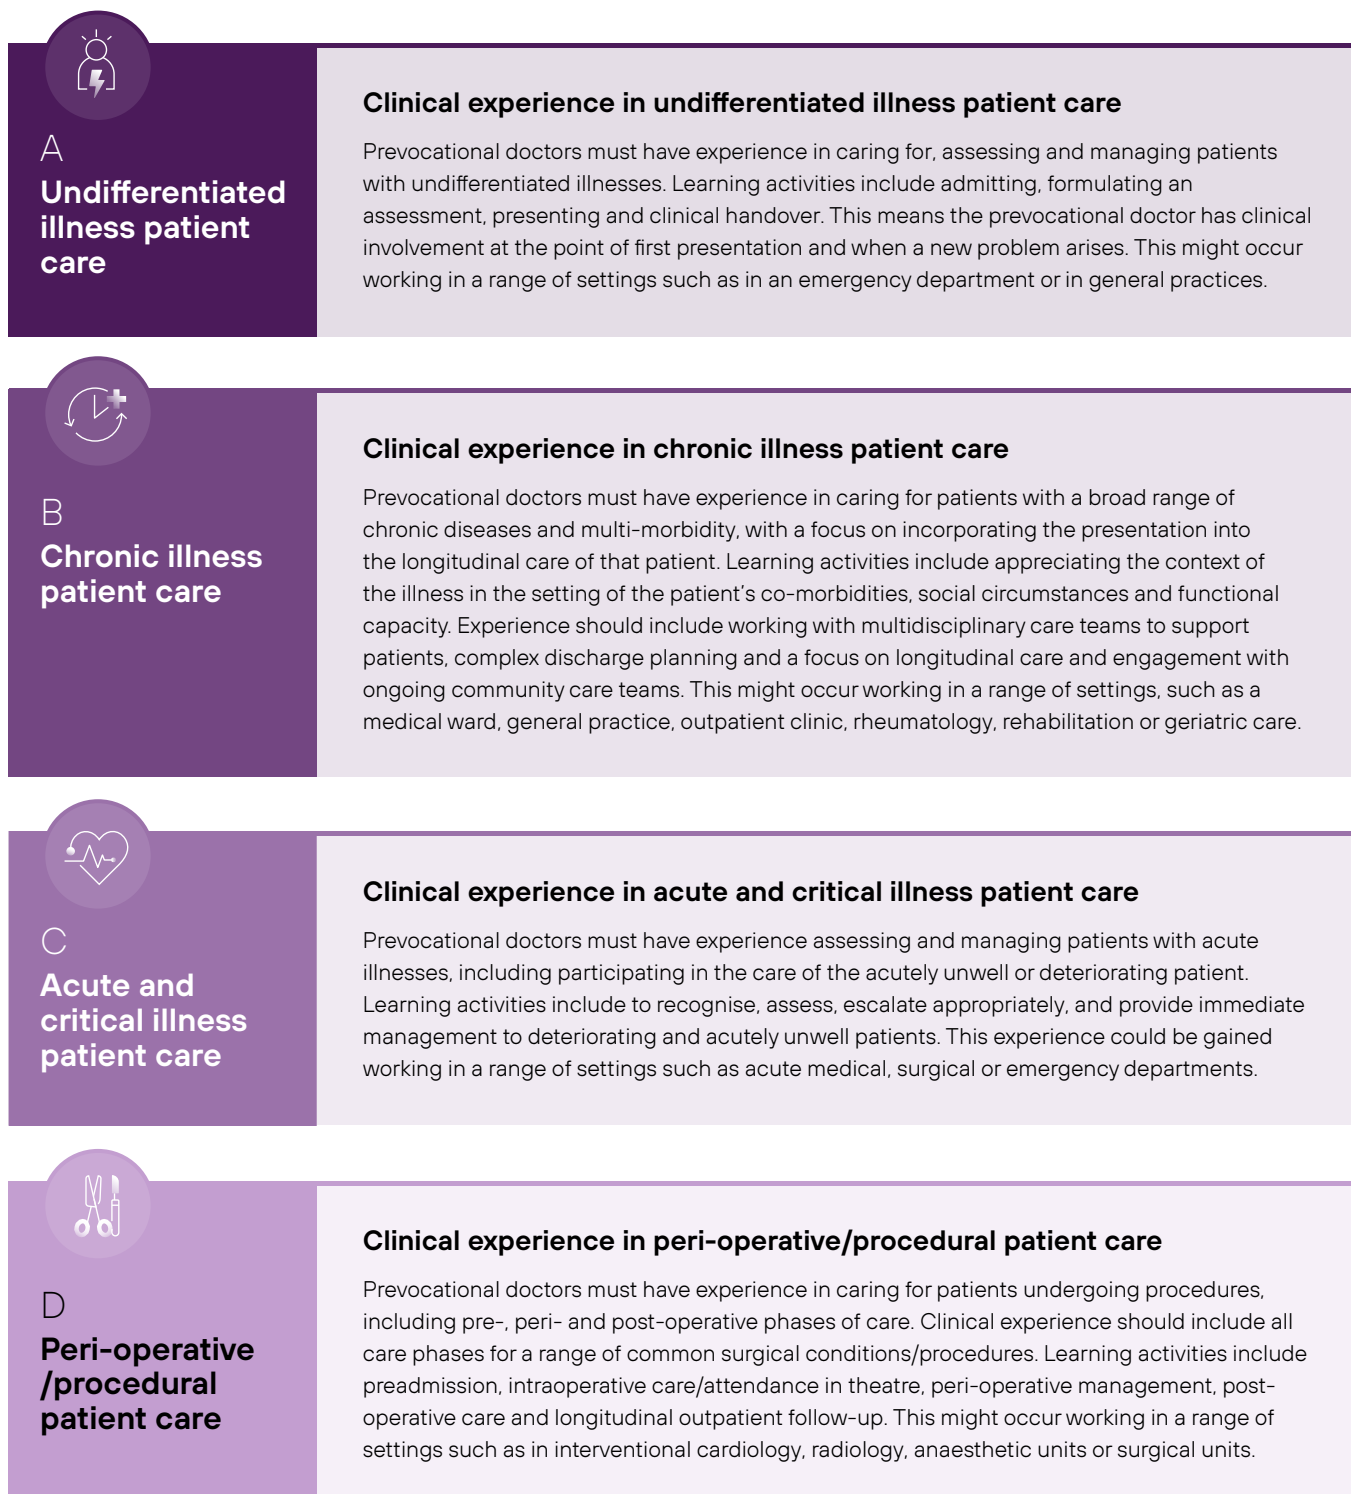 A
Undifferentiated
illness patient
care
Clinical experience in undifferentiated illness patient care
Prevocational doctors must have experience in caring for, assessing and managing patients
with undifferentiated illnesses. Learning activities include admitting, formulating an
assessment, presenting and clinical handover. This means the prevocational doctor has clinical
involvement at the point of first presentation and when a new problem arises. This might occur
working in a range of settings such as in an emergency department or in general practices.
B
Chronic illness
patient care
Clinical experience in chronic illness patient care
Prevocational doctors must have experience in caring for patients with a broad range of
chronic diseases and multi-morbidity, with a focus on incorporating the presentation into
the longitudinal care of that patient. Learning activities include appreciating the context of
the illness in the setting of the patient's co-morbidities, social circumstances and functional
capacity. Experience should include working with multidisciplinary care teams to support
patients, complex discharge planning and a focus on longitudinal care and engagement with
ongoing community care teams. This might occur working in a range of settings, such as a
medical ward, general practice, outpatient clinic, rheumatology, rehabilitation or geriatric care.
C
Acute and
critical illness
patient care
Clinical experience in acute and critical illness patient care
Prevocational doctors must have experience assessing and managing patients with acute
illnesses, including participating in the care of the acutely unwell or deteriorating patient.
Learning activities include to recognise, assess, escalate appropriately, and provide immediate
management to deteriorating and acutely unwell patients. This experience could be gained
working in a range of settings such as acute medical, surgical or emergency departments.
D
Peri-operative
/procedural
patient care
Clinical experience in peri-operative/procedural patient care
Prevocational doctors must have experience in caring for patients undergoing procedures,
including pre-, peri- and post-operative phases of care. Clinical experience should include all
care phases for a range of common surgical conditions/procedures. Learning activities include
preadmission, intraoperative care/attendance in theatre, peri-operative management, post-
operative care and longitudinal outpatient follow-up. This might occur working in a range of
settings such as in interventional cardiology, radiology, anaesthetic units or surgical units.